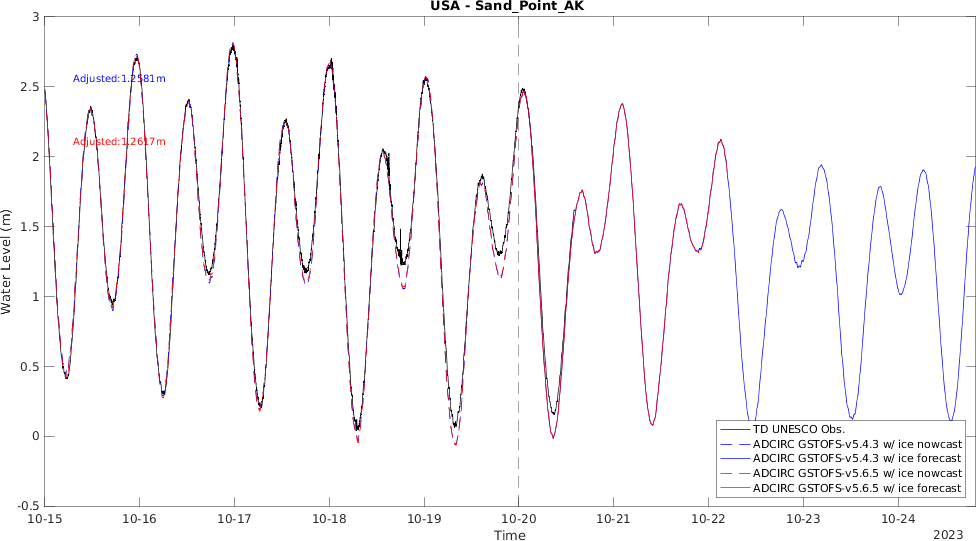 USA - Sand_Point_AK
3
2.5
2
1.5
1
0.5
0
-0.5
Water Level (m)
Adjusted:1.2581m
Adjusted:1.2617m
TD UNESCO Obs.
ADCIRC GSTOFS-v5.4.3 w/ ice nowcast
ADCIRC GSTOFS-v5.4.3 w/ ice forecast
ADCIRC GSTOFS-v5.6.5 w/ ice nowcast
ADCIRC GSTOFS-v5.6.5 w/ ice forecast
10-15 10-16 10-17 10-18 10-19 10-20 10-21 10-22 10-23 10-24
Time
2023